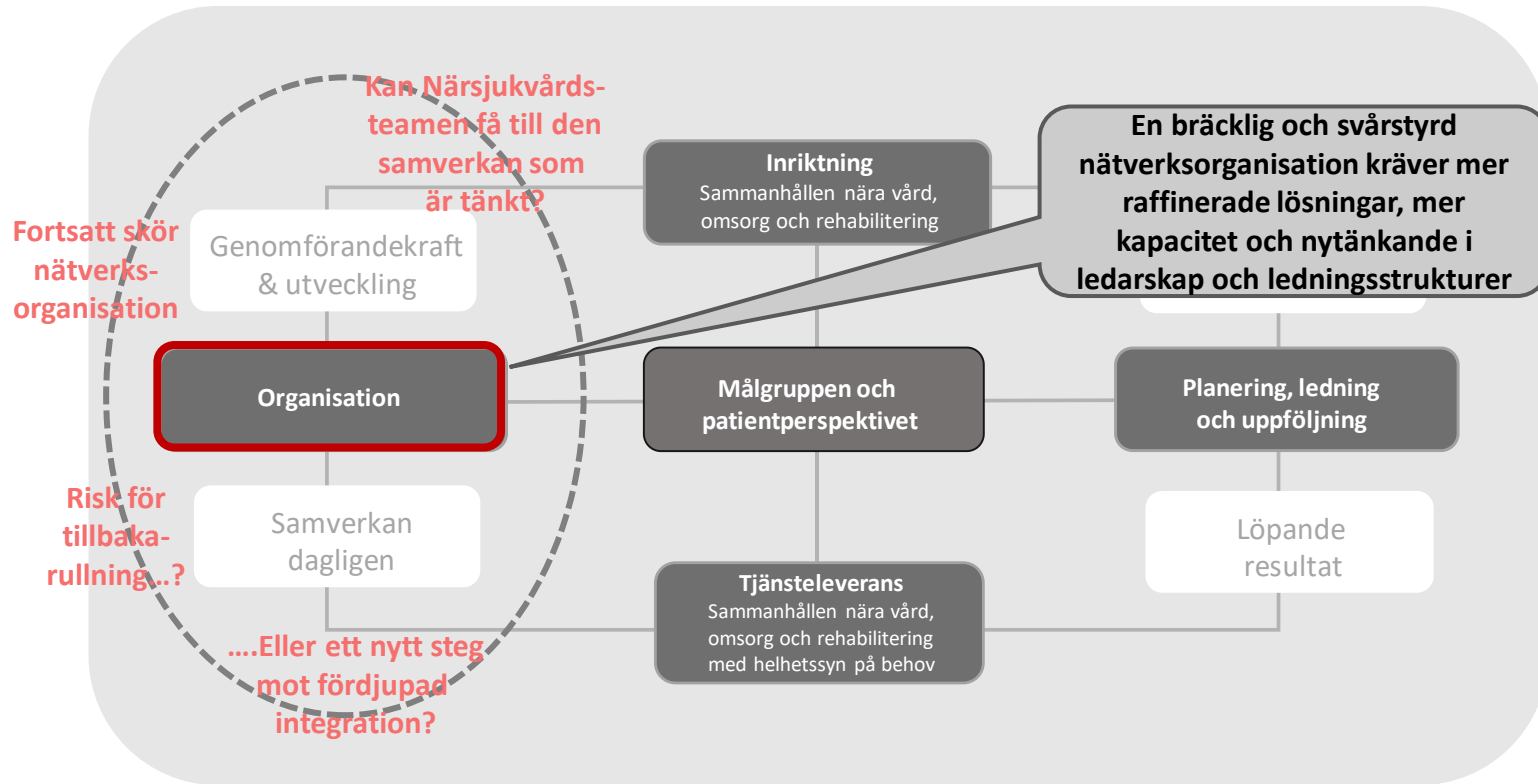 Kan Närsjukvårds-
teamen få till den
samverkan som
är tänkt?
Fortsatt skör
nätverks-
organisation
Genomförandekraft
& utveckling
Inriktning
Sammanhållen nära vård,
omsorg och rehabilitering
En bräcklig och svårstyrd
nätverksorganisation kräver mer
raffinerade lösningar, mer
kapacitet och nytänkande i
ledarskap och ledningsstrukturer
Organisation
Målgruppen och
patientperspektivet
Planering, ledning
och uppföljning
Risk för
tillbaka-
rullning…?
Samverkan
dagligen
Löpande
resultat
Tjänsteleverans
Sammanhållen nära vård,
omsorg och rehabilitering
med helhetssyn på behov
….Eller ett nytt steg
mot fördjupad
integration?